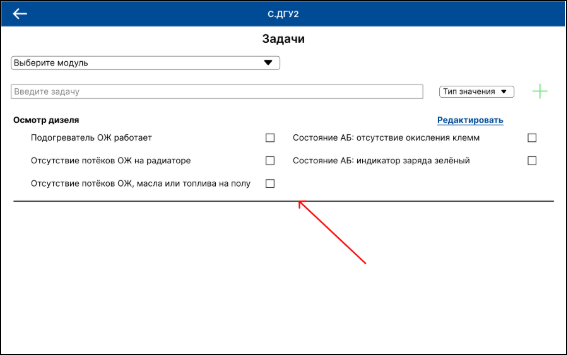 С.ДГУ2
Задачи
Выберите модуль
Введите задачу
Тип значения
Осмотр дизеля
Редактировать
Подогреватель ОЖ работает
Состояние АБ: отсутствие окисления клемм
Отсутствие потёков ОЖ на радиаторе
Состояние АБ: индикатор заряда зелёный
Отсутствие потёков ОЖ, масла или топлива на полу